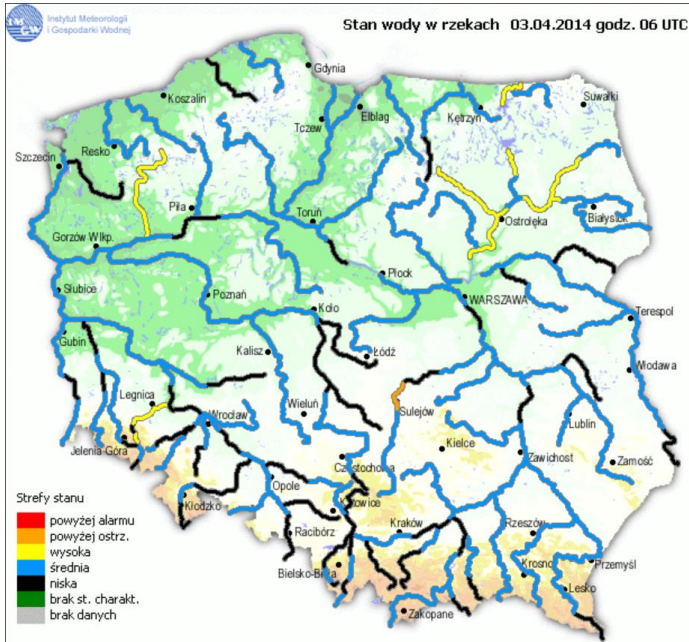 IMGW
Instytut Meteorologii
i Gospodarki Wodnej
Stan wody w rzekach 03.04.2014 godz. 06 UTC
Gdynia
Koszalin
Suwałki
Tczew
Elbląg
Kętrzyn
Resko
Szczecin
Piła
Toruń
Ostrołęka
Białystok
Gorzów Wlkp.
Płock
Słubice
Poznań
WARSZAWA
Koło
Terespol
Gubin
Kalisz
Łódź
Włodawa
Legnica
Wieluń
Sulejów
Wrocław
Lublin
Jelenia-Góra
Kielce
Częstochowa
Zawichost
Zamość
Opole
Kłodzko
Katowice
Kraków
Rzeszów
Racibórz
Bielsko-Biała
Krosno
Przemyśl
Lesko
Zakopane
Strefy stanu
powyżej alarmu
powyżej ostrz.
wysoka
średnia
niska
brak st. charakt.
brak danych